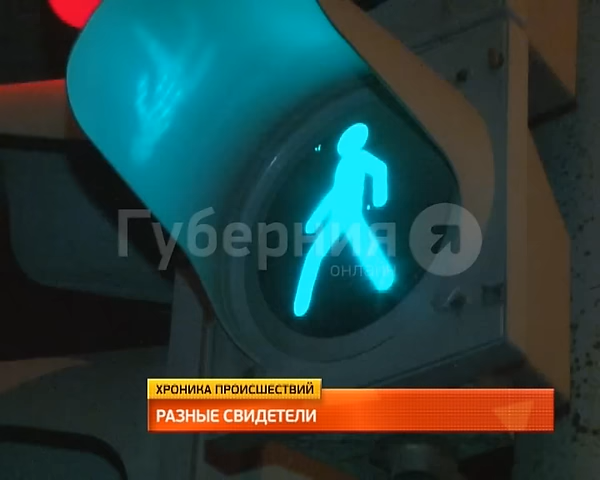 Губерния
онлайн
ХРОНИКА ПРОИСШЕСТВИЙ
РАЗНЫЕ СВИДЕТЕЛИ